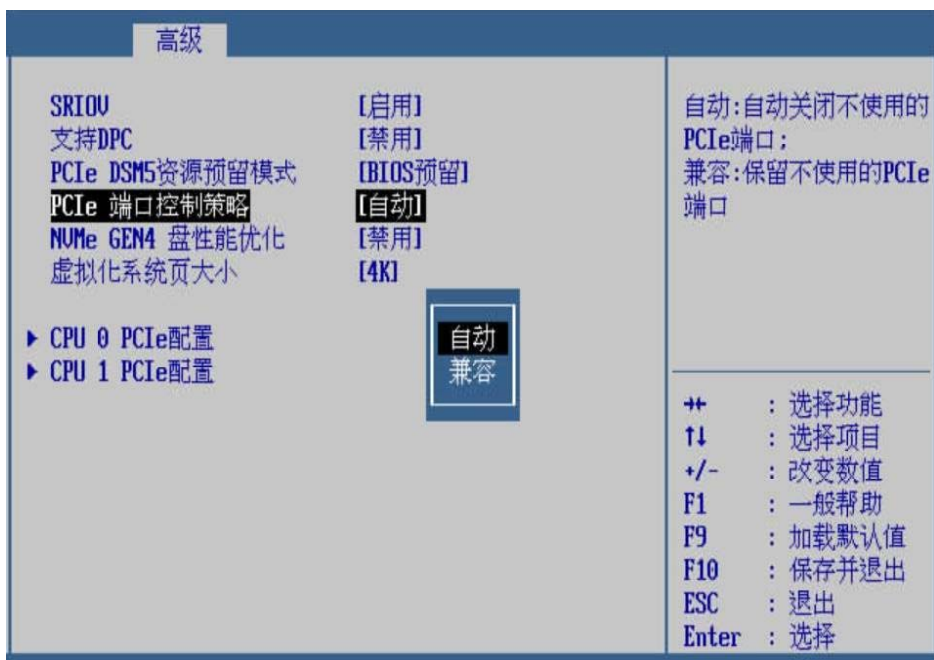 高级
SRIOV [启用]
支持DPC [禁用]
PCIe DSM5资源预留模式 [BIOS预留]
PCIe 端口控制策略 [自动]
NVMe GEN4 盘性能优化 [禁用]
虚拟化系统页大小 [4K]
CPU 0 PCIe配置
CPU 1 PCIe配置
自动
兼容
自动:自动关闭不使用的
PCIe端口;
兼容:保留不使用的PCIe
端口
→← : 选择功能
↑↓ : 选择项目
+/- : 改变数值
F1 : 一般帮助
F9 : 加载默认值
F10 : 保存并退出
ESC : 退出
Enter : 选择